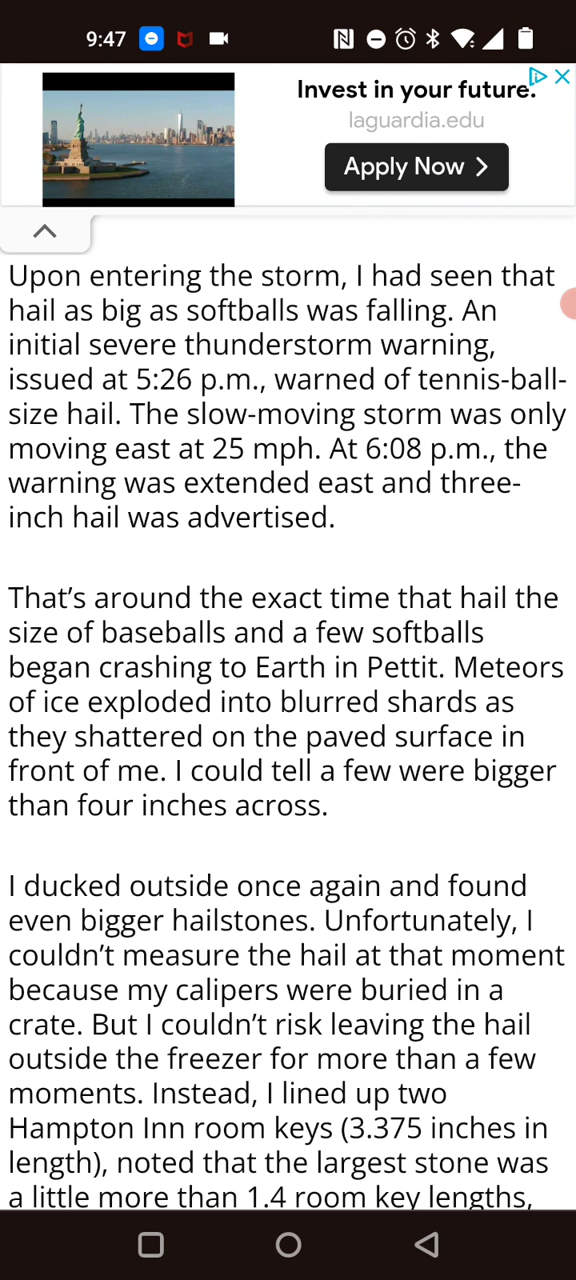 9:47
Invest in your future.
laguardia.edu
Apply Now >
Upon entering the storm, I had seen that
hail as big as softballs was falling. An
initial severe thunderstorm warning,
issued at 5:26 p.m., warned of tennis-ball-
size hail. The slow-moving storm was only
moving east at 25 mph. At 6:08 p.m., the
warning was extended east and three-
inch hail was advertised.
That’s around the exact time that hail the
size of baseballs and a few softballs
began crashing to Earth in Pettit. Meteors
of ice exploded into blurred shards as
they shattered on the paved surface in
front of me. I could tell a few were bigger
than four inches across.
I ducked outside once again and found
even bigger hailstones. Unfortunately, I
couldn’t measure the hail at that moment
because my calipers were buried in a
crate. But I couldn’t risk leaving the hail
outside the freezer for more than a few
moments. Instead, I lined up two
Hampton Inn room keys (3.375 inches in
length), noted that the largest stone was
a little more than 1.4 room key lengths,